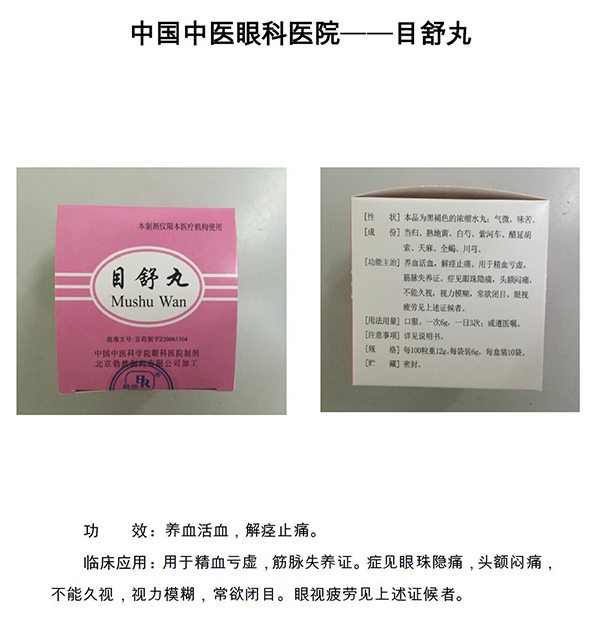 中国中医眼科医院——目舒丸
本制剂仅限本医疗机构使用
目舒丸
Mushu Wan
批准文号：京药制字Z20063304
中国中医科学院眼科医院制剂
北京勃然制药有限公司加工
[性　　状] 本品为黑褐色的浓缩水丸；气微，味苦。
[成　　份] 当归、熟地黄、白芍、紫河车、醋延胡
索、天麻、全蝎、川芎。
[功能主治] 养血活血，解痉止痛。用于精血亏虚，
筋脉失养证。症见眼珠隐痛，头额闷痛，
不能久视，视力模糊，常欲闭目。眼视
疲劳见上述证候者。
[用法用量] 口服。一次6g，一日3次；或遵医嘱。
[注意事项] 详见说明书。
[规　　格] 每100粒重12g。每袋装6g，每盒装10袋。
[贮　　藏] 密封。
功　　效：养血活血，解痉止痛。
临床应用：用于精血亏虚，筋脉失养证。症见眼珠隐痛，头额闷痛，
不能久视，视力模糊，常欲闭目。眼视疲劳见上述证候者。